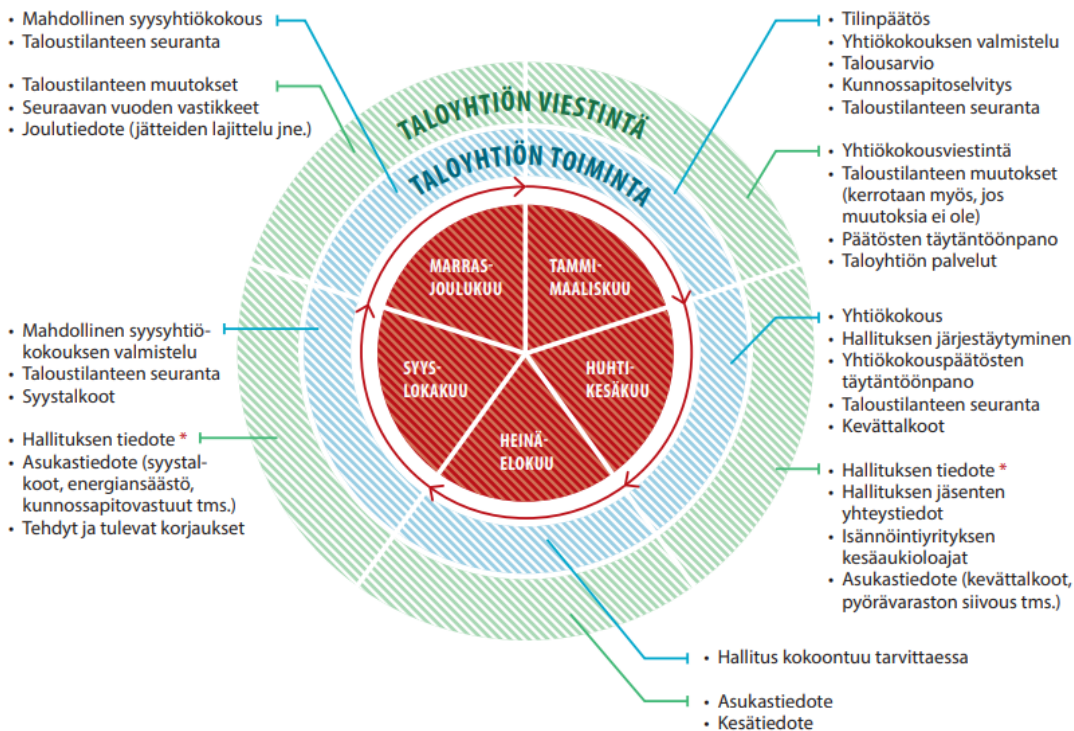 • Mahdollinen syysyhtiökokous
• Taloustilanteen seuranta
• Taloustilanteen muutokset
• Seuraavan vuoden vastikkeet
• Joulutiedote (jätteiden lajittelu jne.)
• Mahdollinen syysyhtiö-
kokouksen valmistelu
• Taloustilanteen seuranta
• Syystalkoot
• Hallituksen tiedote *
• Asukastiedote (systal-
koot, energiansäästö,
kunnossapitovastuut tms.)
• Tehdyt ja tulevat korjaukset
TALOYHTIÖN VIESTINTÄ
TALOYHTIÖN TOIMINTA
MARRAS-
JOULUKUU
TAMMI-
MAALISKUU
SYYS-
LOKAKUU
HUHTI-
KESÄKUU
HEINÄ-
ELOKUU
• Tilinpäätös
• Yhtiökokouksen valmistelu
• Talousarvio
• Kunnossapitoselvitys
• Taloustilanteen seuranta
• Yhtiökokousviestintä
• Taloustilanteen muutokset
(kerrotaan myös, jos
muutoksia ei ole)
• Päätösten täytäntöönpano
• Taloyhtiön palvelut
• Yhtiökokous
• Hallituksen järjestäytyminen
• Yhtiökokouspäätösten
täytäntöönpano
• Taloustilanteen seuranta
• Kevättalkoot
• Hallituksen tiedote *
• Hallituksen jäsenten
yhteystiedot
• Isännöintiyrityksen
kesäaukioloajat
• Asukastiedote (kevättalkoot,
pyörävaraston siivous tms.)
• Hallitus kokoontuu tarvittaessa
• Asukastiedote
• Kesätiedote